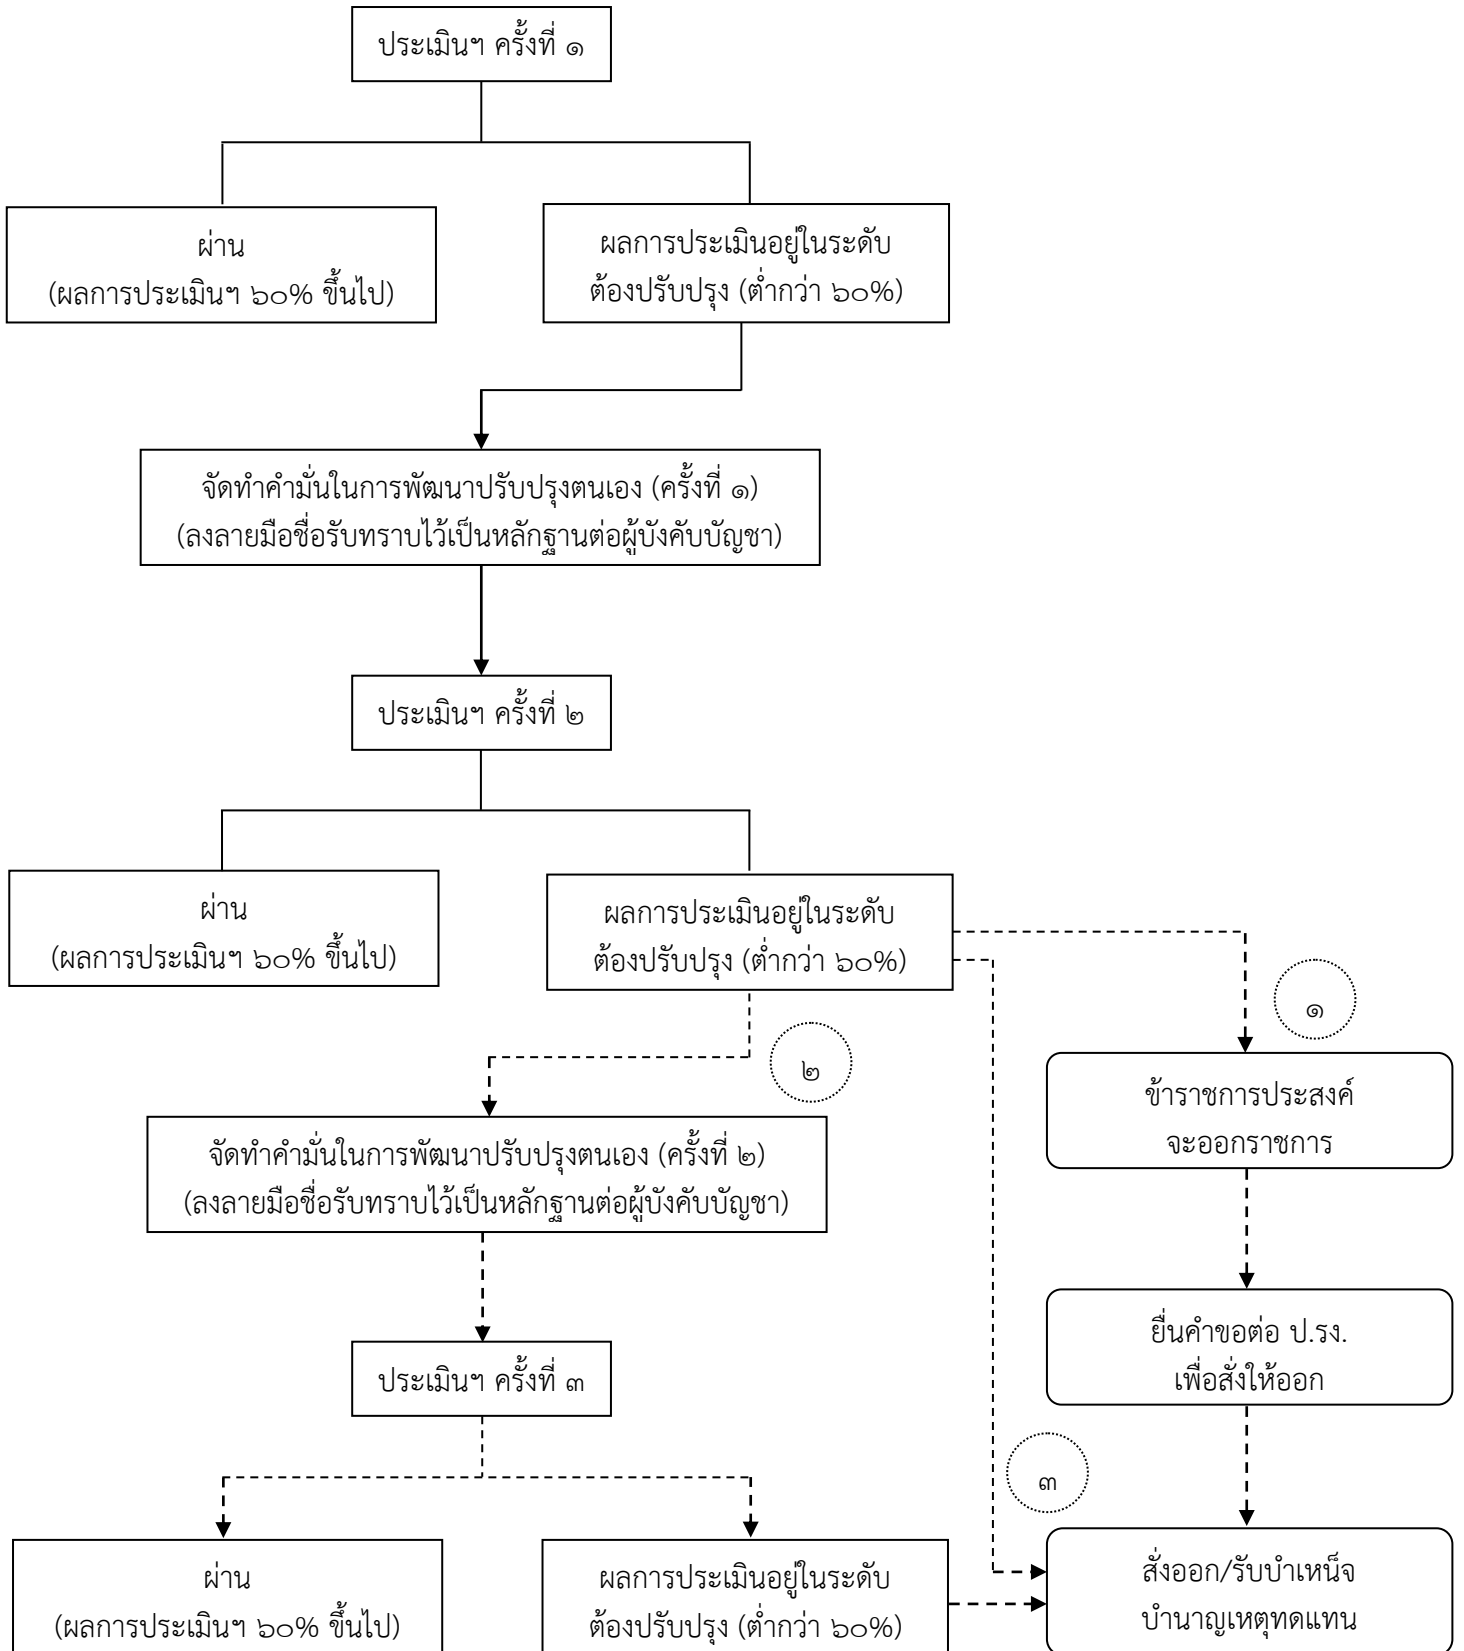 ประเมินฯ ครั้งที่ ๑
ผ่าน
(ผลการประเมินฯ ๖๐% ขึ้นไป)
ผลการประเมินอยู่ในระดับ
ต้องปรับปรุง (ต่ำกว่า ๖๐%)
จัดทำคำมั่นในการพัฒนาปรับปรุงตนเอง (ครั้งที่ ๑)
(ลงลายมือชื่อรับทราบไว้เป็นหลักฐานต่อผู้บังคับบัญชา)
ประเมินฯ ครั้งที่ ๒
ผ่าน
(ผลการประเมินฯ ๖๐% ขึ้นไป)
ผลการประเมินอยู่ในระดับ
ต้องปรับปรุง (ต่ำกว่า ๖๐%)
๑
๒
ข้าราชการประสงค์
จะออกราชการ
จัดทำคำมั่นในการพัฒนาปรับปรุงตนเอง (ครั้งที่ ๒)
(ลงลายมือชื่อรับทราบไว้เป็นหลักฐานต่อผู้บังคับบัญชา)
ยื่นคำขอต่อ ป.รง.
เพื่อสั่งให้ออก
ประเมินฯ ครั้งที่ ๓
๓
ผ่าน
(ผลการประเมินฯ ๖๐% ขึ้นไป)
ผลการประเมินอยู่ในระดับ
ต้องปรับปรุง (ต่ำกว่า ๖๐%)
สั่งออก/รับบำเหน็จ
บำนาญเหตุทดแทน